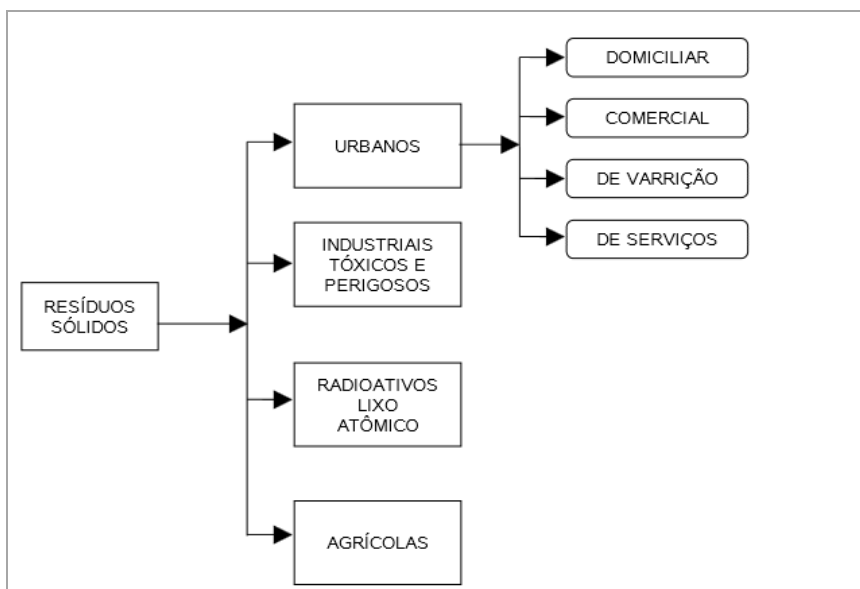 RESÍDUOS
SÓLIDOS
URBANOS
DOMICILIAR
COMERCIAL
DE VARRIÇÃO
DE SERVIÇOS
INDUSTRIAIS
TÓXICOS E
PERIGOSOS
RADIOATIVOS
LIXO
ATÔMICO
AGRÍCOLAS